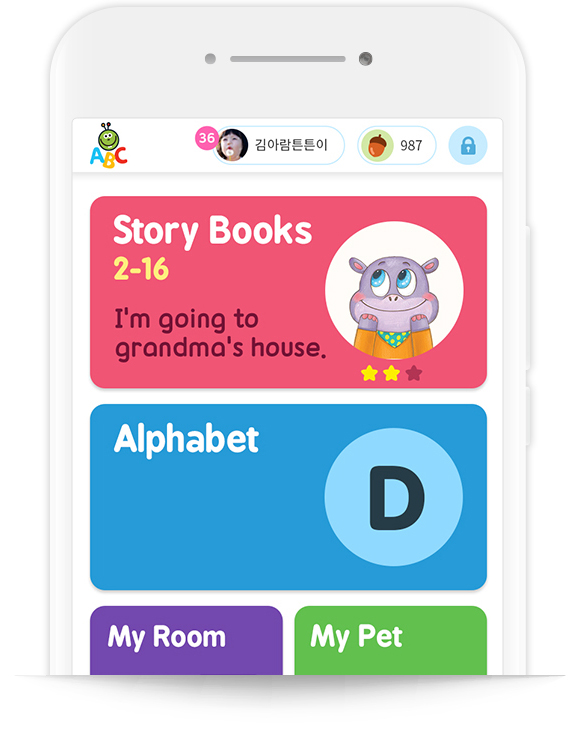 ABC
36
김아람튼튼이
987
Story Books
2-16
I'm going to
grandma's house.
Alphabet
D
My Room
My Pet